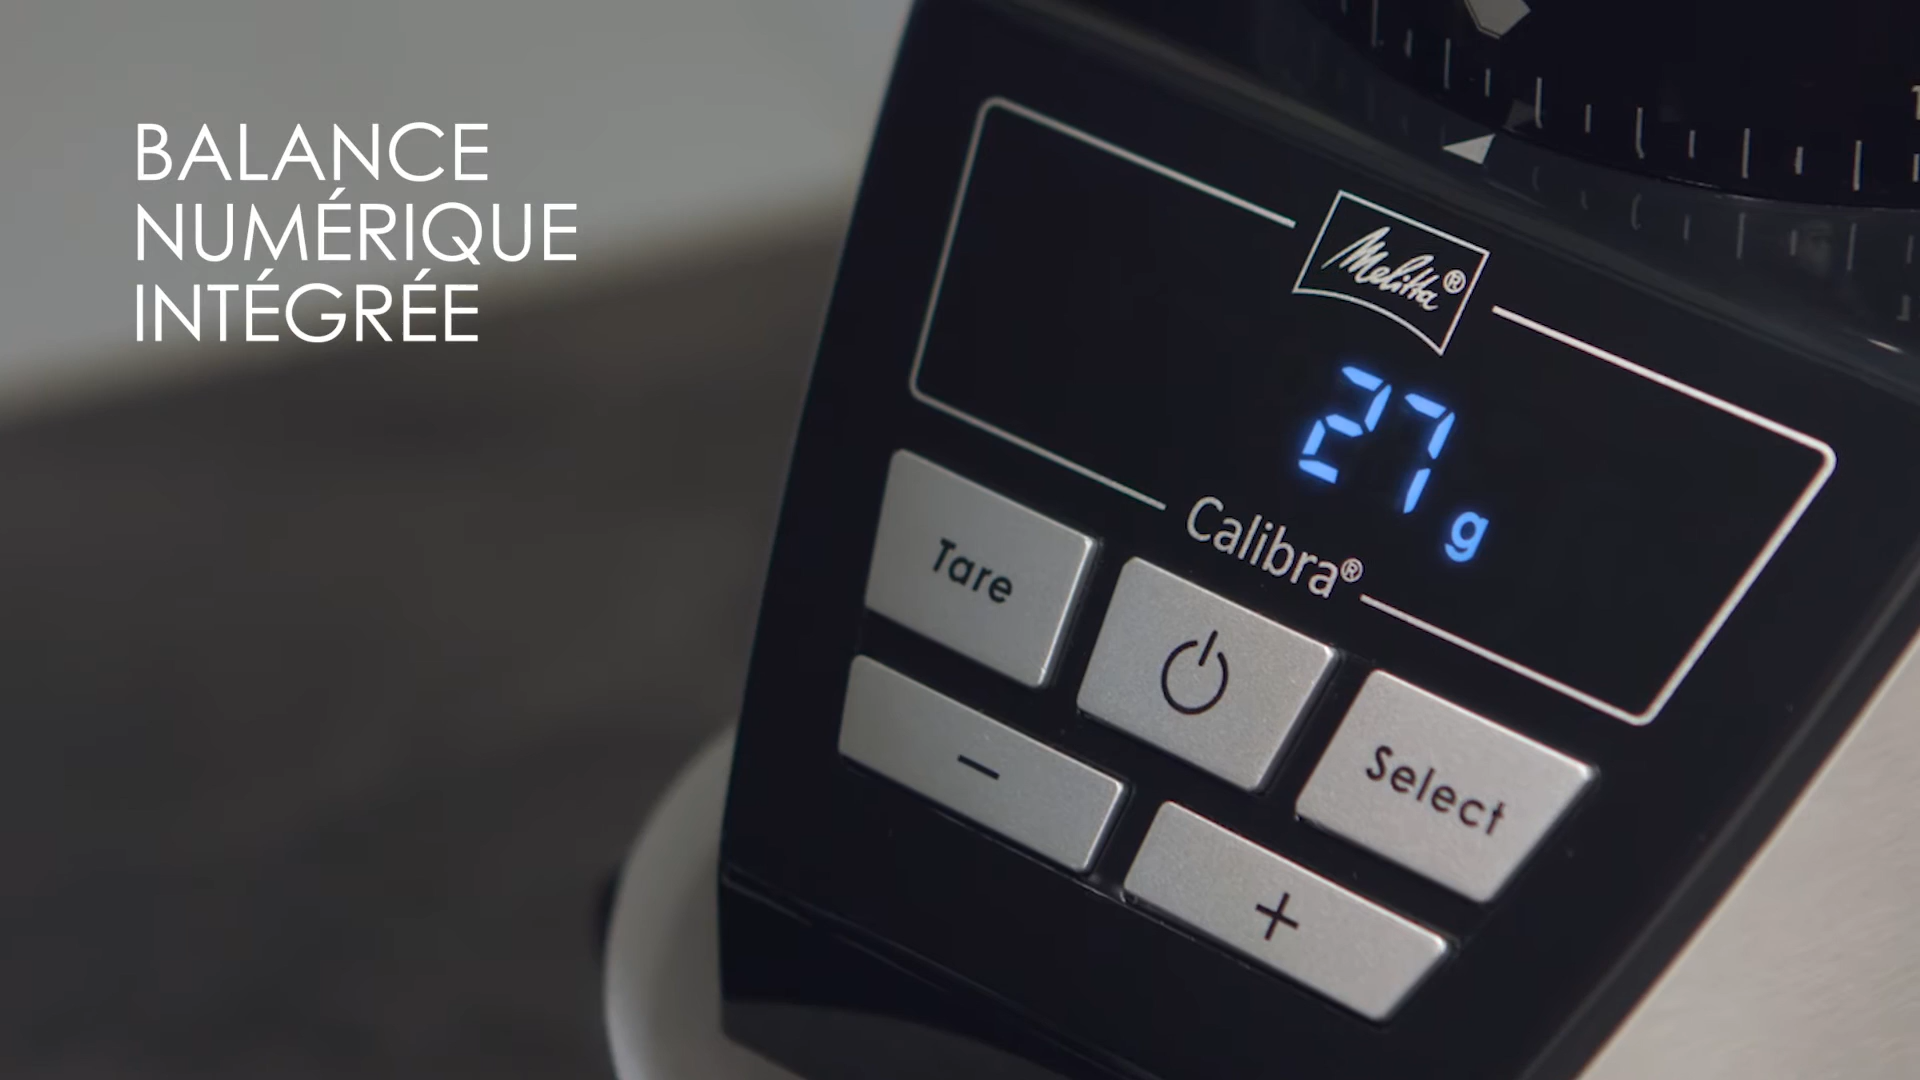 BALANCE
NUMÉRIQUE
INTÉGRÉE
Melitta®
27 g
Calibra®
Tare
Select
−
+